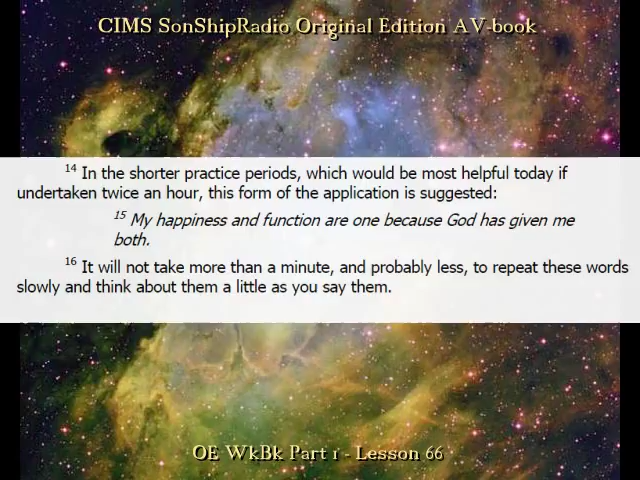 CIMS SonShipRadio Original Edition AV-book
14 In the shorter practice periods, which would be most helpful today if
undertaken twice an hour, this form of the application is suggested:
15 My happiness and function are one because God has given me
both.
16 It will not take more than a minute, and probably less, to repeat these words
slowly and think about them a little as you say them.
OE WkBk Part 1 - Lesson 66